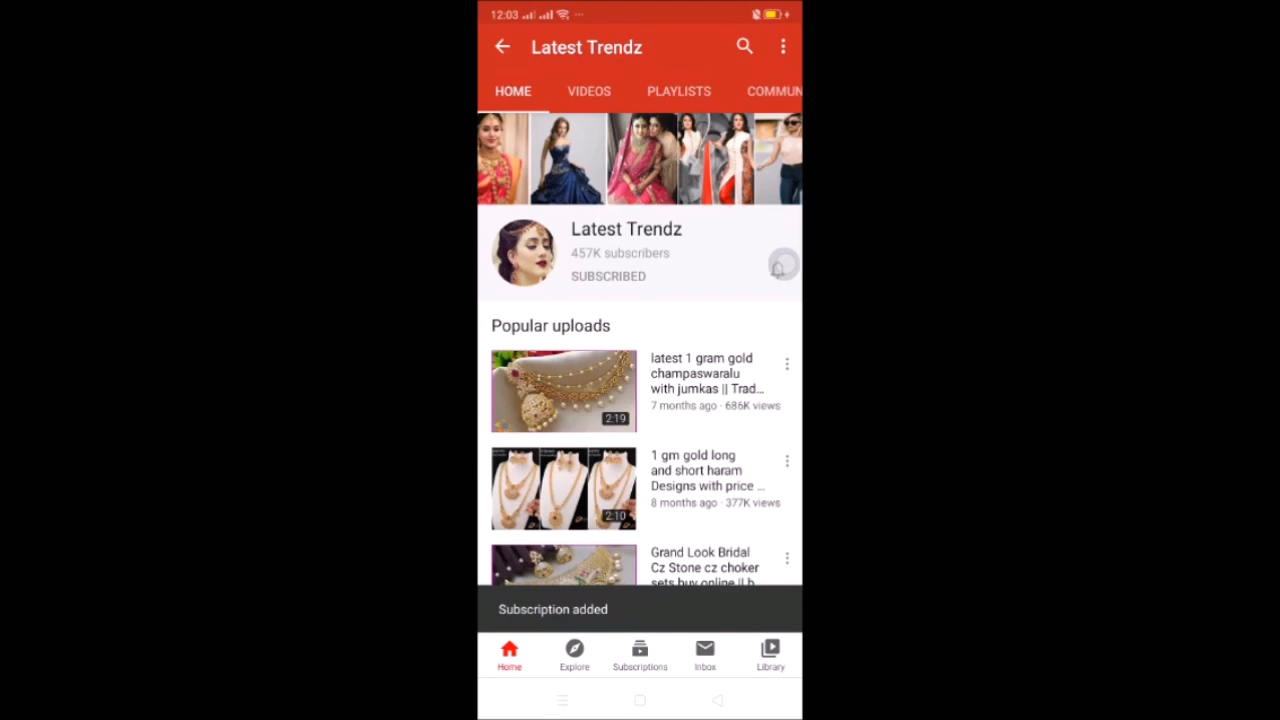 12:03
Latest Trendz
HOME VIDEOS PLAYLISTS COMMUN
Latest Trendz
457K subscribers
SUBSCRIBED
Popular uploads
latest 1 gram gold
champaswaralu
with jumkas || Trad...
7 months ago · 686K views
2:19
1 gm gold long
and short haram
Designs with price ...
8 months ago · 377K views
2:10
Grand Look Bridal
Cz Stone cz choker
sets buy online ||
Subscription added
Home Explore Subscriptions Inbox Library